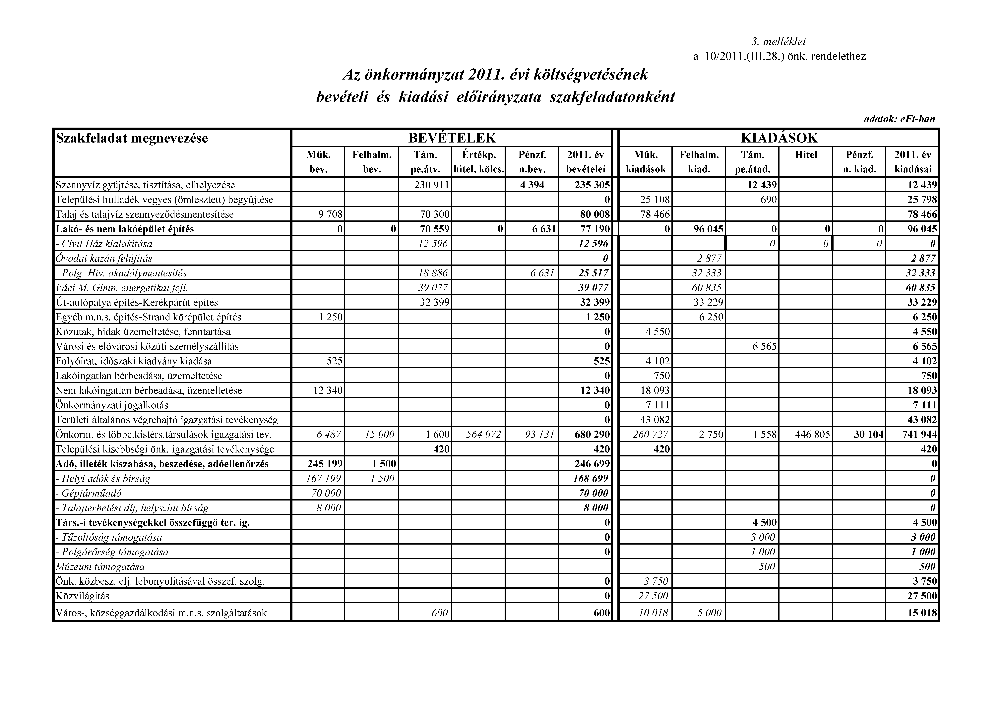 3. melléklet
a 10/2011.(III.28.) önk. rendelethez
Az önkormányzat 2011. évi költségvetésének
bevételi és kiadási előirányzata szakfeladatonként
adatok: eFt-ban
Szakfeladat megnevezése BEVÉTELEK KIADÁSOK
Műk. Felhalm. Tám. Értékp. Pénzf. 2011. év Műk. Felhalm. Tám. Hitel Pénzf. 2011. év
bev. bev. pe.átv. hitel, kölcs. n.bev. bevételei kiadások kiad. pe.átad. n. kiad. kiadásai
Szennyvíz gyűjtése, tisztítása, elhelyezése 230 911 4 394 235 305 12 439 12 439
Települési hulladék vegyes (ömlesztett) begyűjtése 0 25 108 690 25 798
Talaj és talajvíz szennyeződésmentesítése 9 708 70 300 80 008 78 466 78 466
Lakó- és nem lakóépület építés 0 0 70 559 0 6 631 77 190 0 96 045 0 0 0 96 045
- Civil Ház kialakítása 12 596 12 596 0 0 0 0
Óvodai kazán felújítás 0 2 877 2 877
- Polg. Hiv. akadálymentesítés 18 886 6 631 25 517 32 333 32 333
Váci M. Gimn. energetikai fejl. 39 077 39 077 60 835 60 835
Út-autópálya építés-Kerékpárút építés 32 399 32 399 33 229 33 229
Egyéb m.n.s. építés-Strand körépület építés 1 250 1 250 6 250 6 250
Közutak, hidak üzemeltetése, fenntartása 0 4 550 4 550
Városi és elővárosi közúti személyszállítás 0 6 565 6 565
Folyóirat, időszaki kiadvány kiadása 525 525 4 102 4 102
Lakóingatlan bérbeadása, üzemeltetése 0 750 750
Nem lakóingatlan bérbeadása, üzemeltetése 12 340 12 340 18 093 18 093
Önkormányzati jogalkotás 0 7 111 7 111
Területi általános végrehajtó igazgatási tevékenység 0 43 082 43 082
Önkorm. és többc.kistérs.társulások igazgatási tev. 6 487 15 000 1 600 564 072 93 131 680 290 260 727 2 750 1 558 446 805 30 104 741 944
Települési kisebbségi önk. igazgatási tevékenysége 420 420 420 420
Adó, illeték kiszabása, beszedése, adóellenőrzés 245 199 1 500 246 699 0
- Helyi adók és bírság 167 199 1 500 168 699 0
- Gépjárműadó 70 000 70 000 0
- Talajterhelési díj, helyszíni bírság 8 000 8 000 0
Társ.-i tevékenységekkel összefüggő ter. ig. 0 4 500 4 500
- Tűzoltóság támogatása 0 3 000 3 000
- Polgárőrség támogatása 0 1 000 1 000
Múzeum támogatása 500 500
Önk. közbesz. elj. lebonyolításával összef. szolg. 0 3 750 3 750
Közvilágítás 0 27 500 27 500
Város-, községgazdálkodási m.n.s. szolgáltatások 600 600 10 018 5 000 15 018